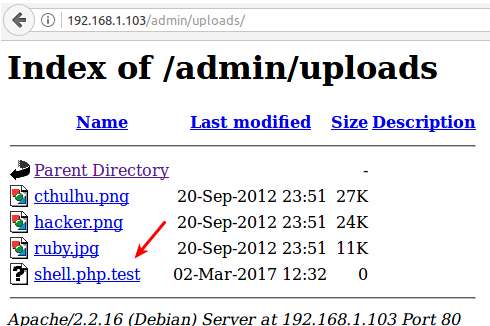 192.168.1.103/admin/uploads/
Index of /admin/uploads
Name Last modified Size Description
Parent Directory -
cthulhu.png 20-Sep-2012 23:51 27K
hacker.png 20-Sep-2012 23:51 24K
ruby.jpg 20-Sep-2012 23:51 11K
shell.php.test 02-Mar-2017 12:32 0
Apache/2.2.16 (Debian) Server at 192.168.1.103 Port 80